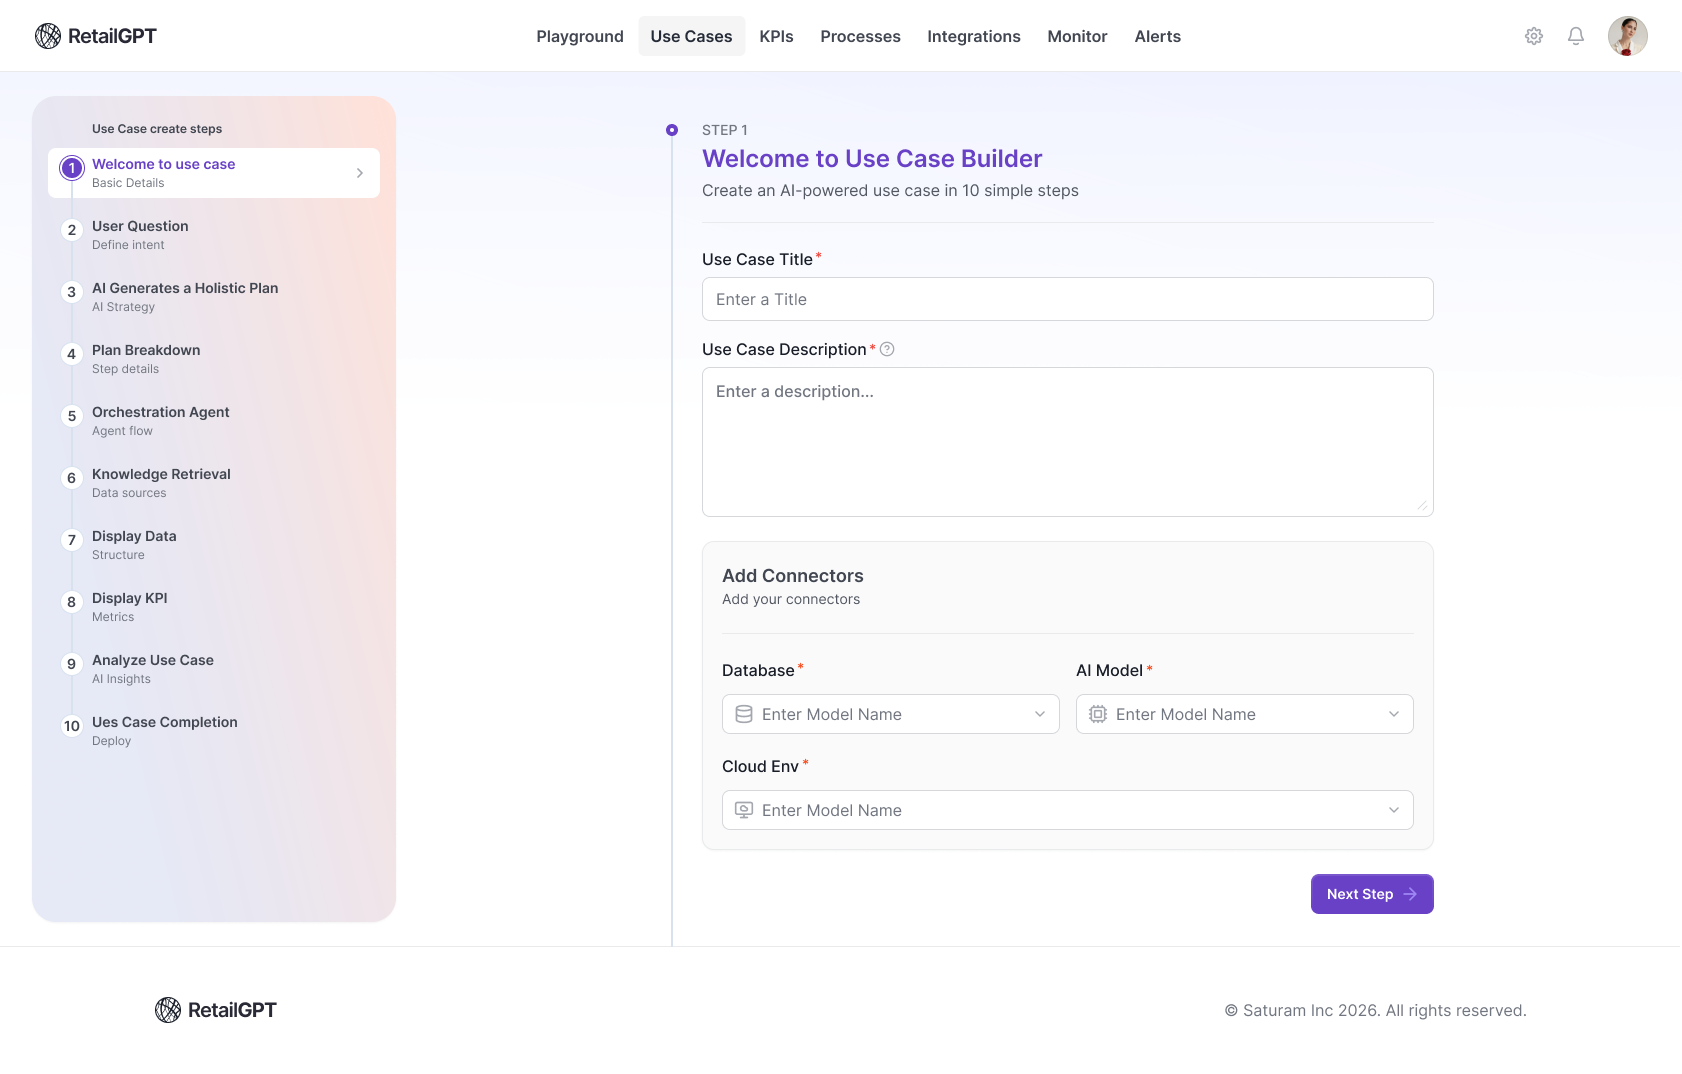 RetailGPT
Playground
Use Cases
KPIs
Processes
Integrations
Monitor
Alerts
Use Case create steps
1
Welcome to use case
Basic Details
2
User Question
Define intent
3
AI Generates a Holistic Plan
AI Strategy
4
Plan Breakdown
Step details
5
Orchestration Agent
Agent flow
6
Knowledge Retrieval
Data sources
7
Display Data
Structure
8
Display KPI
Metrics
9
Analyze Use Case
AI Insights
10
Ues Case Completion
Deploy
STEP 1
Welcome to Use Case Builder
Create an AI-powered use case in 10 simple steps
Use Case Title*
Enter a Title
Use Case Description*
Enter a description...
Add Connectors
Add your connectors
Database*
Enter Model Name
AI Model*
Enter Model Name
Cloud Env*
Enter Model Name
Next Step
RetailGPT
© Saturam Inc 2026. All rights reserved.